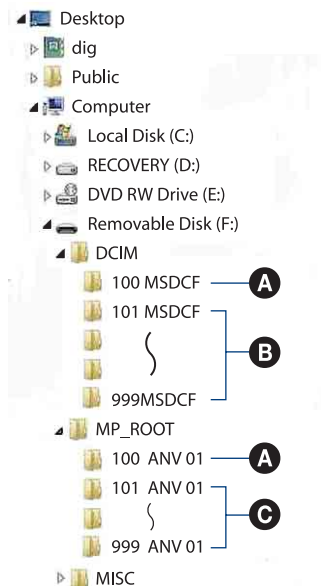 Desktop
dig
Public
Computer
Local Disk (C:)
RECOVERY (D:)
DVD RW Drive (E:)
Removable Disk (F:)
DCIM
100 MSDCF A
101 MSDCF
B
999MSDCF
MP_ROOT
100 ANV 01 A
101 ANV 01
C
999 ANV 01
MISC